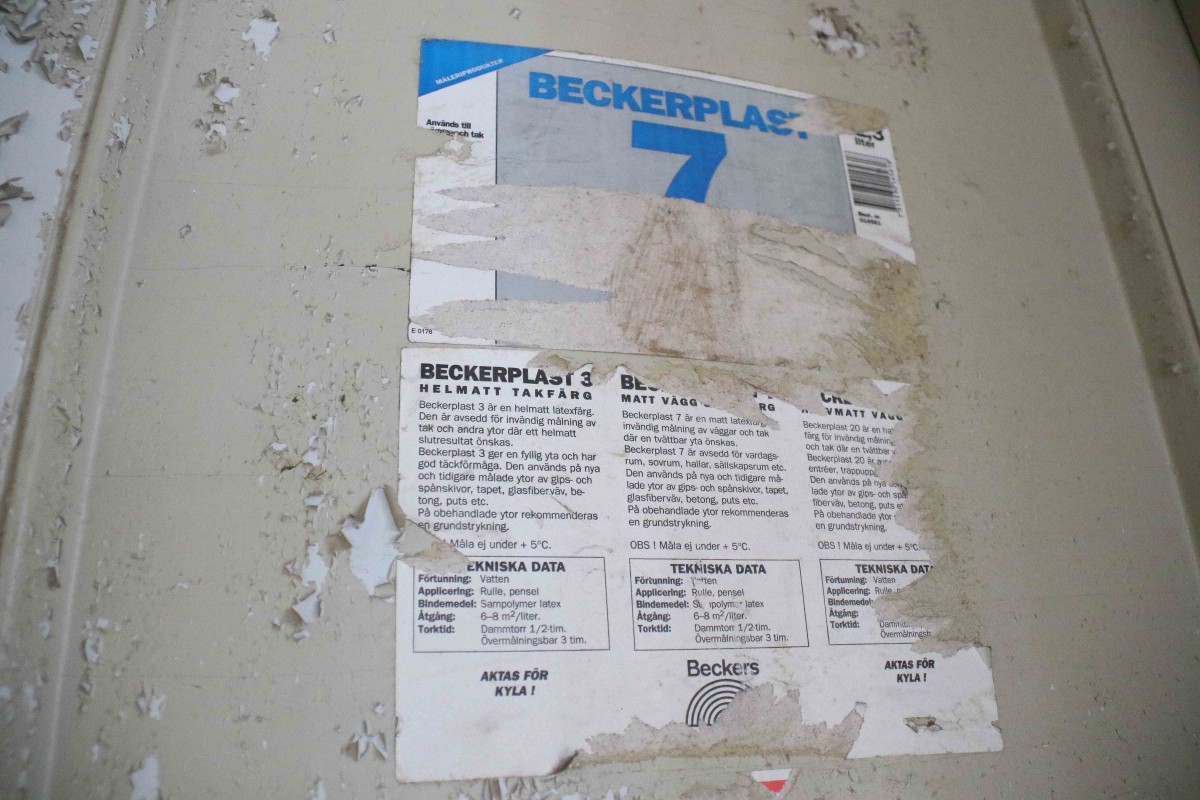 MÅLERIPRODUKTER
BECKERPLAST
7
Används till
och tak
liter
Best. nr.
E 0176
BECKERPLAST 3
HELMATT TAKFÄRG
Beckerplast 3 är en helmatt latexfärg.
Den är avsedd för invändig målning av
tak och andra ytor där ett helmatt
slutresultat önskas.
Beckerplast 3 ger en fyllig yta och har
god täckförmåga. Den används på nya
och tidigare målade ytor av gips- och
spånskivor, tapet, glasfiberväv, be-
tong, puts etc.
På obehandlade ytor rekommenderas
en grundstrykning.
! Måla ej under + 5°C.
TEKNISKA DATA
Förtunning: Vatten
Applicering: Rulle, pensel
Bindemedel: Sampolymer latex
Åtgång: 6–8 m²/liter.
Torktid: Dammtorr 1/2-tim.
Övermålningsbar 3 tim.
AKTAS FÖR
KYLA !
MATT VÄGG
Beckerplast 7 är en matt latexfärg
invändig målning av väggar och tak
där en tvättbar yta önskas.
Beckerplast 7 är avsedd för vardags-
rum, sovrum, hallar, sällskapsrum etc.
Den används på nya och tidigare må-
lade ytor av gips- och spånskivor, tapet,
glasfiberväv, betong, puts etc.
På obehandlade ytor rekommenderas
en grundstrykning.
OBS ! Måla ej under + 5°C.
TEKNISKA DATA
Förtunning: Vatten
Applicering: Rulle, pensel
Bindemedel: Sampolymer latex
Åtgång: 6–8 m²/liter.
Torktid: Dammtorr 1/2-tim.
Övermålningsbar 3 tim.
Beckers
VMATT VÄGG
Beckerplast 20 är en
färg för invändig målning
och tak där en tvättbar
Beckerplast 20 är
entréer, trappupp
Den används på nya
lade ytor av gips- och
fiberväv, betong, puts
På obehandlade ytor
en grundstrykning.
OBS ! Måla ej under + 5°C.
TEKNISKA DATA
Förtunning: Vatten
Applicering: Rulle,
Bindemedel
Åtgång:
Torktid: Dammtorr
Övermålningsb
AKTAS FÖR
KYLA !